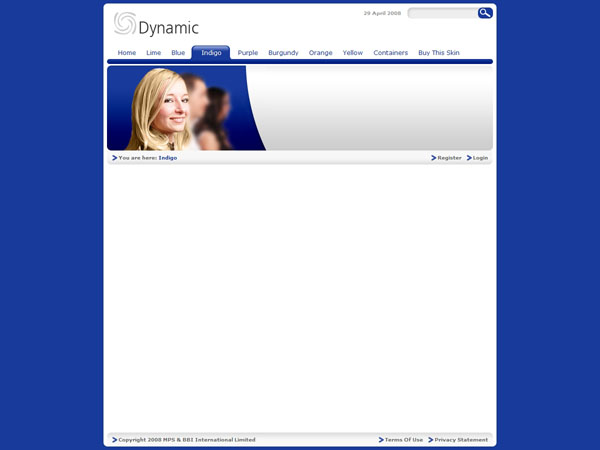 29 April 2008
Dynamic
Home Lime Blue Indigo Purple Burgundy Orange Yellow Containers Buy This Skin
You are here: Indigo Register Login
Copyright 2008 MPS & BBI International Limited Terms Of Use Privacy Statement